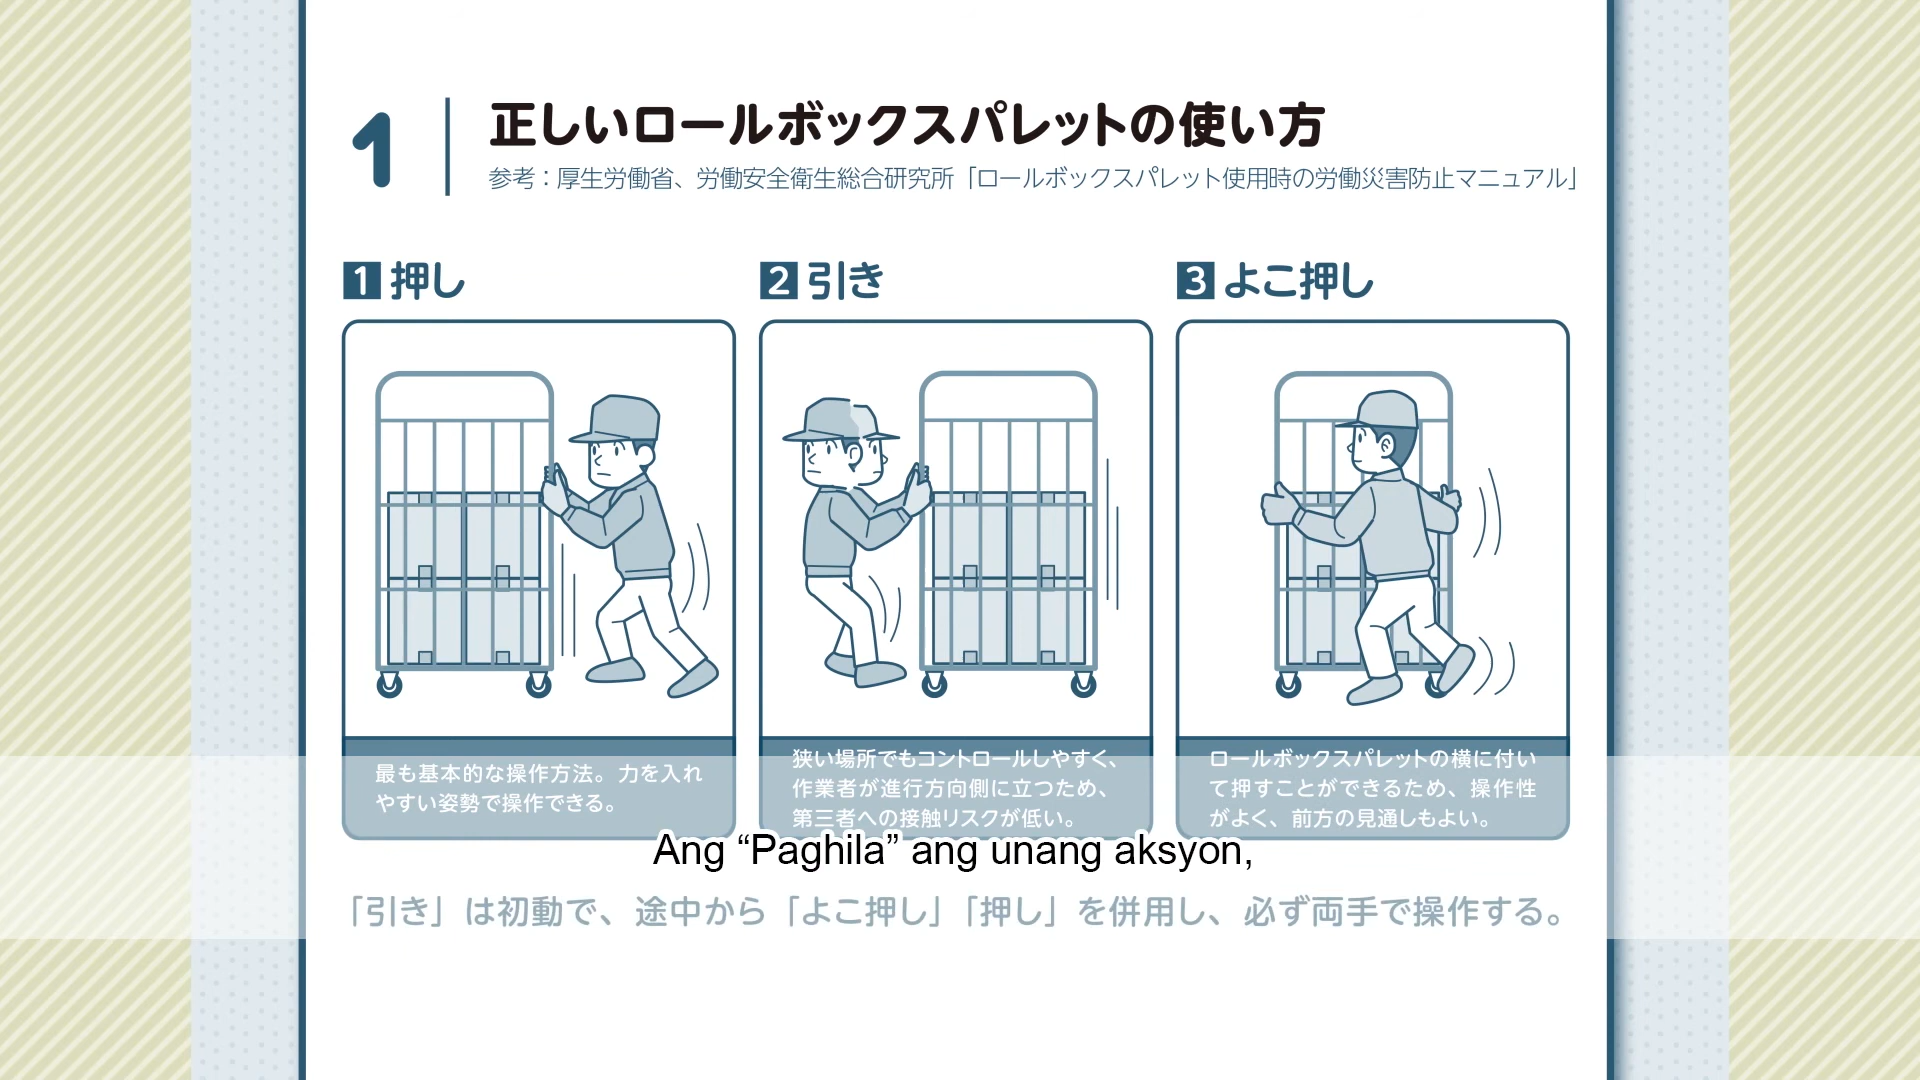 1
正しいロールボックスパレットの使い方
参考：厚生労働省、労働安全衛生総合研究所「ロールボックスパレット使用時の労働災害防止マニュアル」
1 押し
最も基本的な操作方法。力を入れ
やすい姿勢で操作できる。
2 引き
狭い場所でもコントロールしやすく、
作業者が進行方向側に立つため、
第三者への接触リスクが低い。
3 よこ押し
ロールボックスパレットの横に付い
て押すことができるため、操作性
がよく、前方の見通しもよい。
Ang “Paghila” ang unang aksyon,
「引き」は初動で、途中から「よこ押し」「押し」を併用し、必ず両手で操作する。